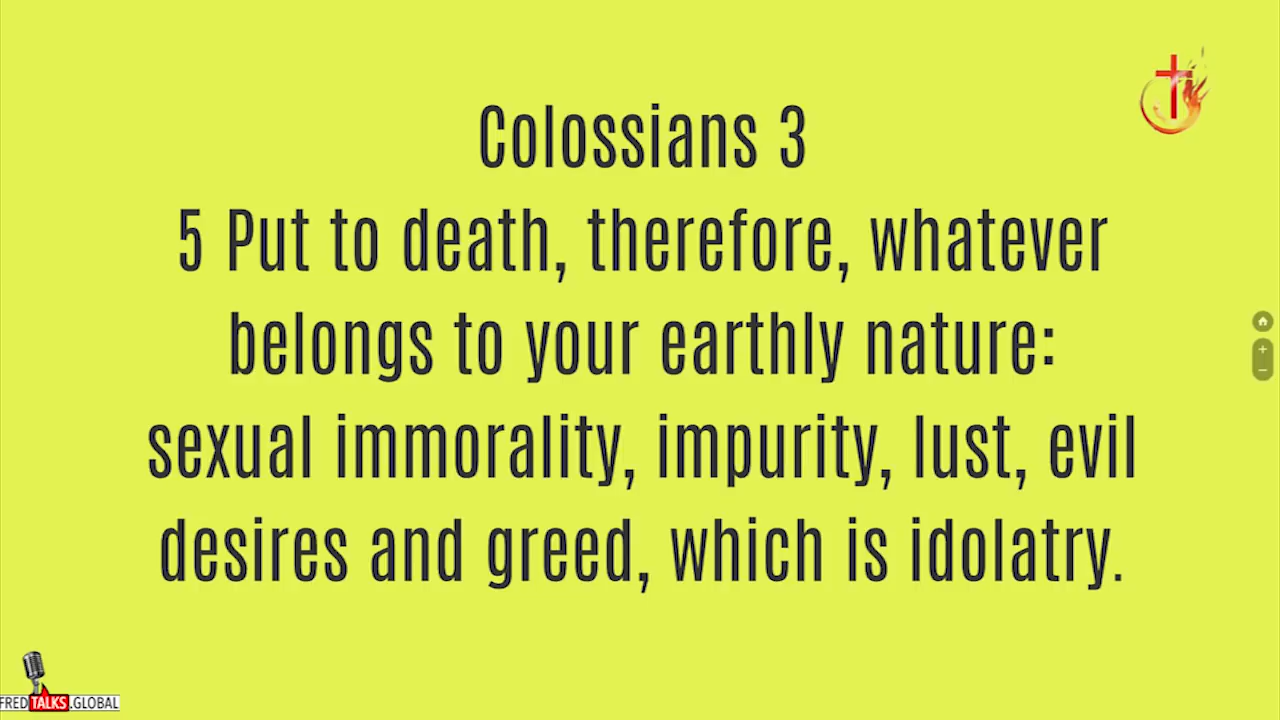 Colossians 3
5 Put to death, therefore, whatever
belongs to your earthly nature:
sexual immorality, impurity, lust, evil
desires and greed, which is idolatry.
FREDTALKS.GLOBAL